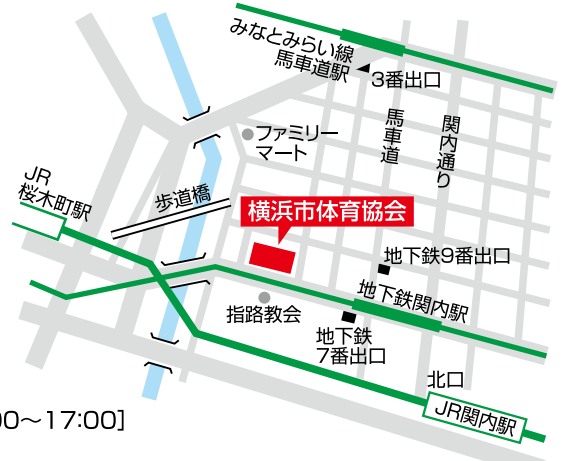 みなとみらい線
馬車道駅
3番出口
ファミリー
マート
馬車道
関内通り
JR
桜木町駅
歩道橋
横浜市体育協会
地下鉄9番出口
地下鉄関内駅
指路教会
地下鉄
7番出口
北口
JR関内駅
00～17:00]